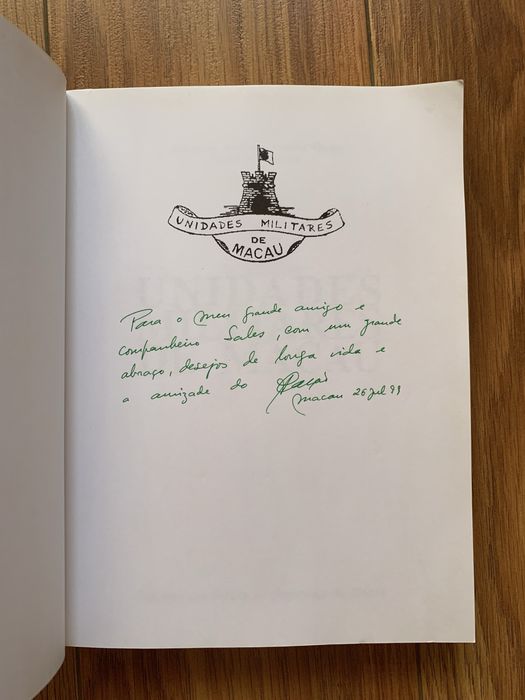 UNIDADES MILITARES
DE
MACAU
Para o meu grande amigo e
companheiro Sales, com um grande
abraço, desejos de longa vida e
a amizade do
Macau 26 Jul 99